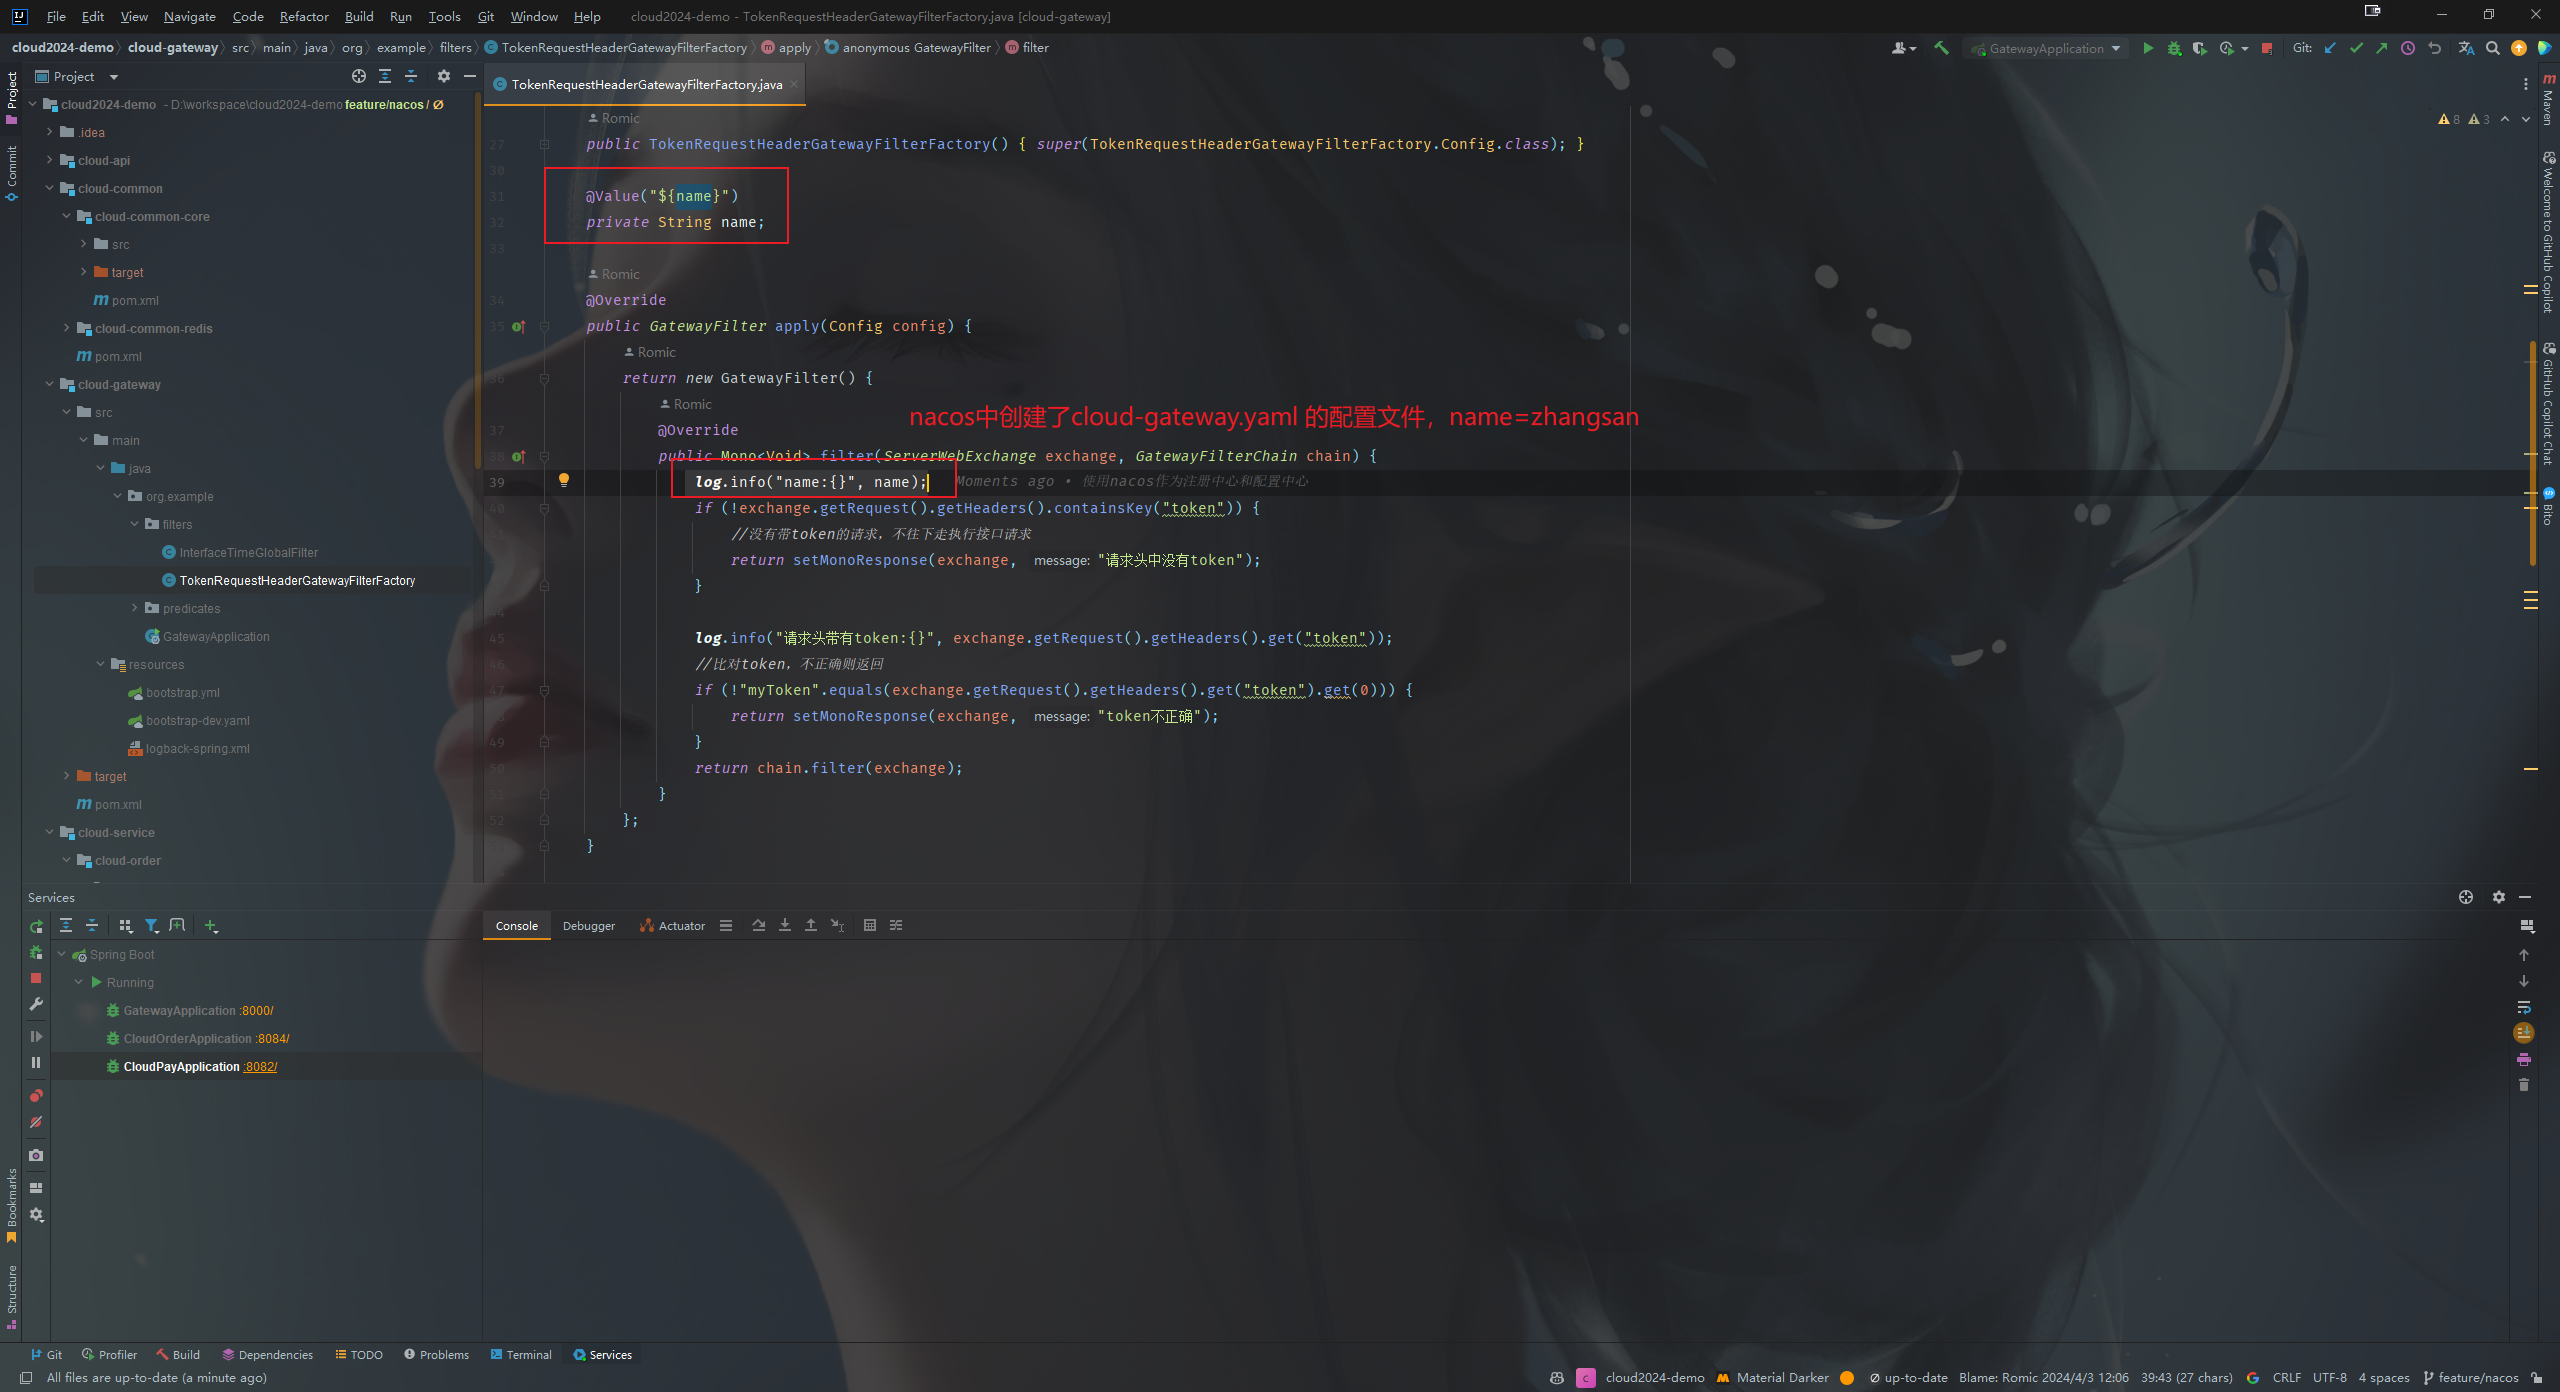 File Edit View Navigate Code Refactor Build Run Tools Git Window Help cloud2024-demo - TokenRequestHeaderGatewayFilterFactory.java [cloud-gateway]
cloud2024-demo cloud-gateway src main java org example filters TokenRequestHeaderGatewayFilterFactory apply anonymous GatewayFilter filter GatewayApplication Git:
Project
TokenRequestHeaderGatewayFilterFactory.java
cloud2024-demo - D:\workspace\cloud2024-demo feature/nacos / Ø
.idea
cloud-api
cloud-common
cloud-common-core
src
target
pom.xml
cloud-common-redis
pom.xml
cloud-gateway
src
main
java
org.example
filters
InterfaceTimeGlobalFilter
TokenRequestHeaderGatewayFilterFactory
predicates
GatewayApplication
resources
bootstrap.yml
bootstrap-dev.yaml
logback-spring.xml
target
pom.xml
cloud-service
cloud-order
8 3
Romic
27 public TokenRequestHeaderGatewayFilterFactory() { super(TokenRequestHeaderGatewayFilterFactory.Config.class); }
30
31 @Value("${name}")
32 private String name;
33
Romic
34 @Override
35 public GatewayFilter apply(Config config) {
Romic
36 return new GatewayFilter() {
Romic
nacos中创建了cloud-gateway.yaml 的配置文件，name=zhangsan
37 @Override
38 public Mono<Void> filter(ServerWebExchange exchange, GatewayFilterChain chain) {
39 log.info("name:{}", name); Moments ago • 使用nacos作为注册中心和配置中心
40 if (!exchange.getRequest().getHeaders().containsKey("token")) {
//没有带token的请求，不往下走执行接口请求
return setMonoResponse(exchange, message: "请求头中没有token");
}
44
45 log.info("请求头带有token:{}", exchange.getRequest().getHeaders().get("token"));
46 //比对token，不正确则返回
47 if (!"myToken".equals(exchange.getRequest().getHeaders().get("token").get(0))) {
return setMonoResponse(exchange, message: "token不正确");
49 }
50 return chain.filter(exchange);
51 }
52 };
}
Services
Console Debugger Actuator
Spring Boot
Running
GatewayApplication :8000/
CloudOrderApplication :8084/
CloudPayApplication :8082/
Project
Commit
Bookmarks
Structure
Maven
Welcome to GitHub Copilot
GitHub Copilot Chat
Bito
Git Profiler Build Dependencies TODO Problems Terminal Services
All files are up-to-date (a minute ago) cloud2024-demo Material Darker Ø up-to-date Blame: Romic 2024/4/3 12:06 39:43 (27 chars) CRLF UTF-8 4 spaces feature/nacos